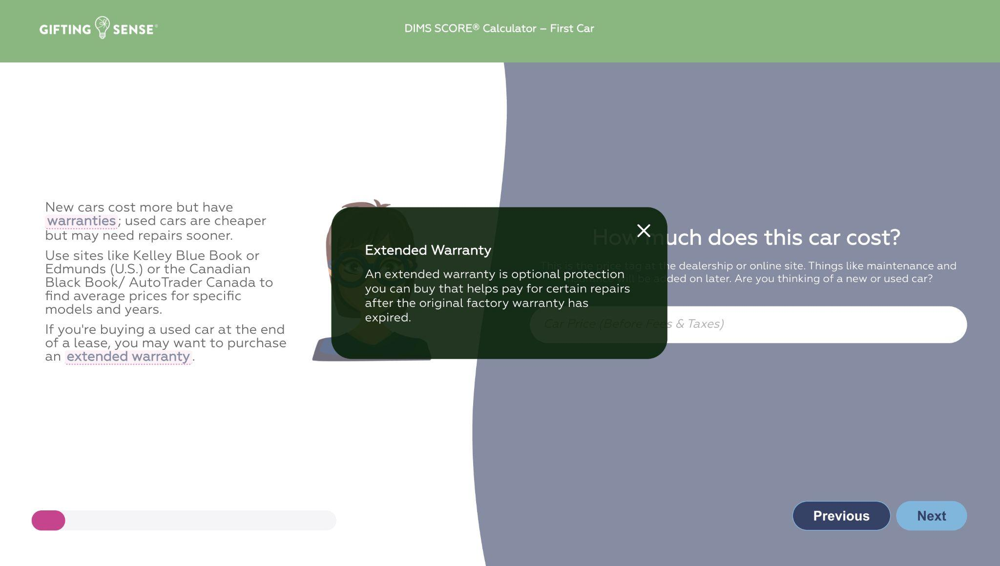 GIFTING SENSE®
DIMS SCORE® Calculator – First Car
New cars cost more but have
warranties; used cars are cheaper
but may need repairs sooner.
Use sites like Kelley Blue Book or
Edmunds (U.S.) or the Canadian
Black Book/ AutoTrader Canada to
find average prices for specific
models and years.
If you're buying a used car at the end
of a lease, you may want to purchase
an extended warranty.
Extended Warranty
An extended warranty is optional protection
you can buy that helps pay for certain repairs
after the original factory warranty has
expired.
How much does this car cost?
This is the price tag at the dealership or online site. Things like maintenance and
insurance will be added on later. Are you thinking of a new or used car?
Car Price (Before Fees & Taxes)
Previous
Next